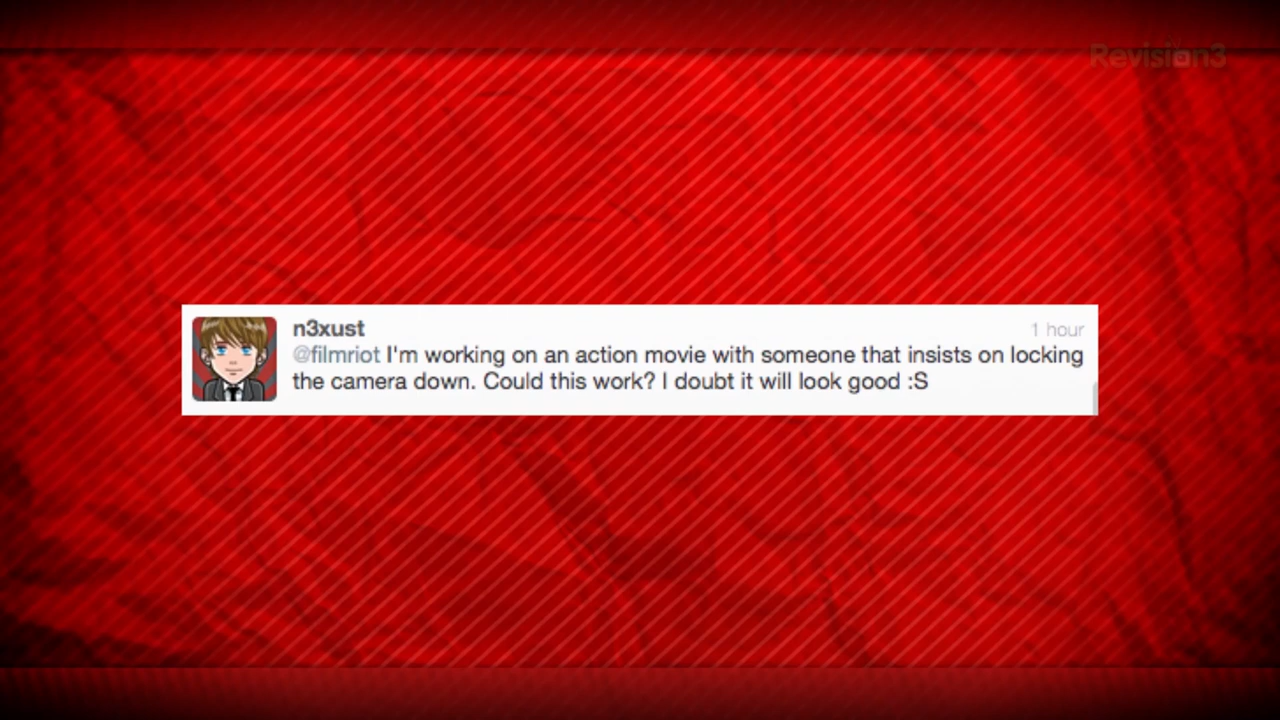 Revision3
n3xust
1 hour
@filmriot I'm working on an action movie with someone that insists on locking
the camera down. Could this work? I doubt it will look good :S